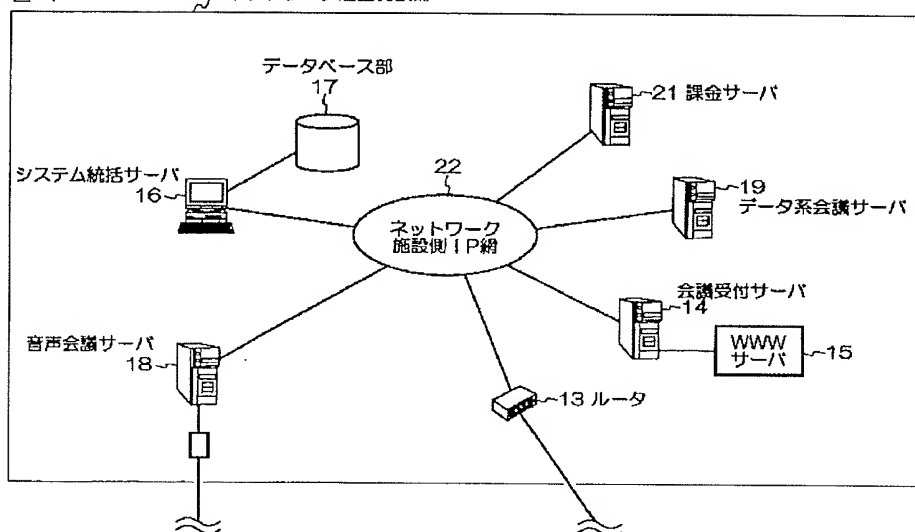 データベース部
17
21 課金サーバ
システム統括サーバ
16
22
19
データ系会議サーバ
ネットワーク
施設側IP網
会議受付サーバ
14
WWW
サーバ
15
音声会議サーバ
18
13 ルータ